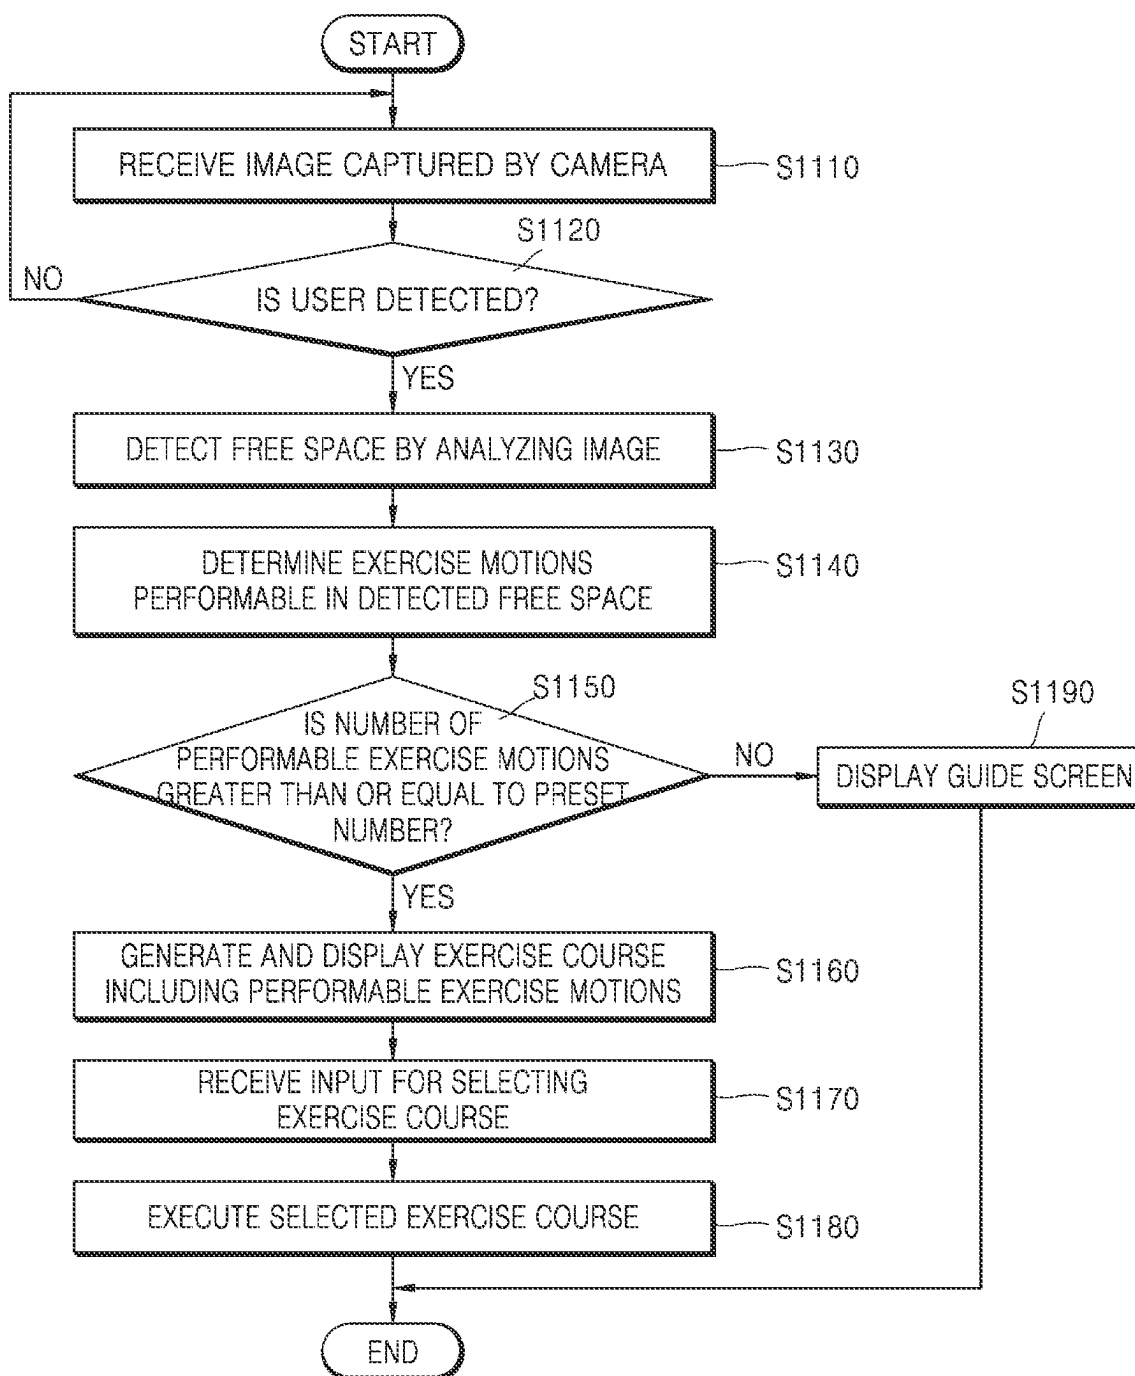 START
RECEIVE IMAGE CAPTURED BY CAMERA
S1110
S1120
NO
IS USER DETECTED?
YES
DETECT FREE SPACE BY ANALYZING IMAGE
S1130
DETERMINE EXERCISE MOTIONS
PERFORMABLE IN DETECTED FREE SPACE
S1140
S1150
IS NUMBER OF
PERFORMABLE EXERCISE MOTIONS
GREATER THAN OR EQUAL TO PRESET
NUMBER?
NO
S1190
DISPLAY GUIDE SCREEN
YES
GENERATE AND DISPLAY EXERCISE COURSE
INCLUDING PERFORMABLE EXERCISE MOTIONS
S1160
RECEIVE INPUT FOR SELECTING
EXERCISE COURSE
S1170
EXECUTE SELECTED EXERCISE COURSE
S1180
END